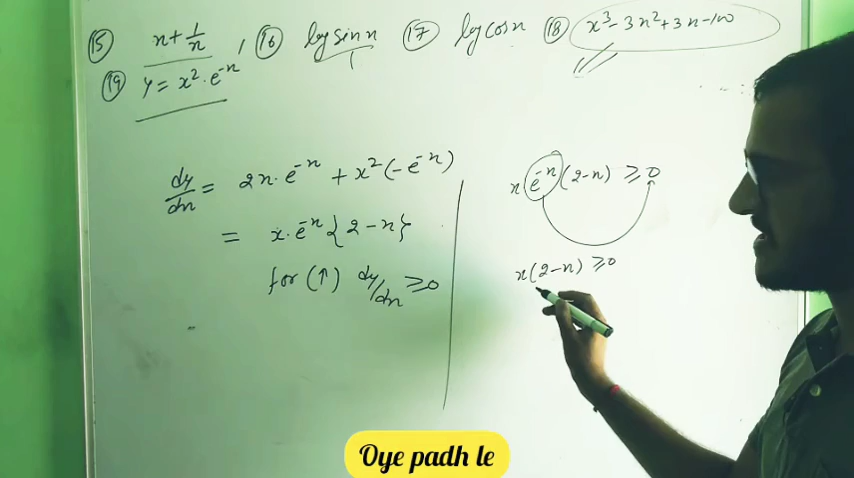 ⑮ x + 1/x , ⑯ log sin x ⑰ log cos x ⑱ x³ - 3x² + 3x - 100
⑲ y = x² · e⁻ˣ
dy/dx = 2x · e⁻ˣ + x² (-e⁻ˣ)
= x · e⁻ˣ {2 - x}
for (↑) dy/dx ≥ 0
x e⁻ˣ (2 - x) ≥ 0
x (2 - x) ≥ 0
Oye padh le